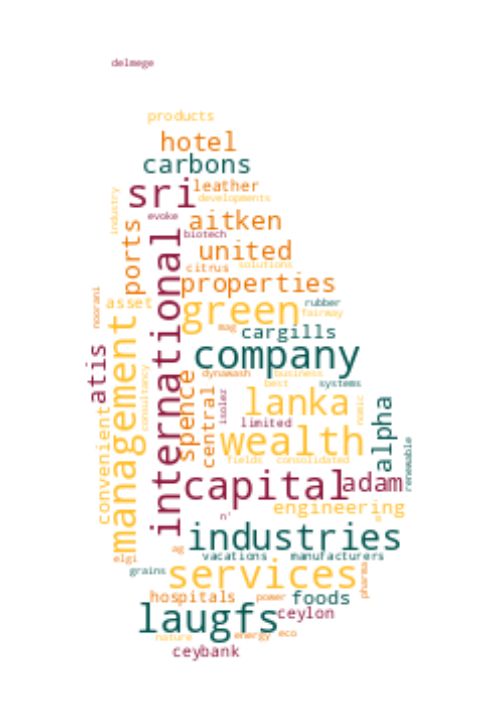 delmege
products
hotel
carbons
sri
leather
developments
industry
evoke
aitken
ports
biotech
united
citrus
solutions
properties
noorani
asset
green
rubber
fairway
international
mag
cargills
management
company
atis
dynawash
business
spence
best
systems
consultancy
central
isolez
lanka
numic
limited
alpha
convenient
wealth
renewable
fields
consolidated
capital
adam
engineering
n'
industries
ag
vacations
manufacturers
elgi
grains
services
pharma
hospitals
power
foods
laugfs
ceylon
nature
energy
eco
ceybank